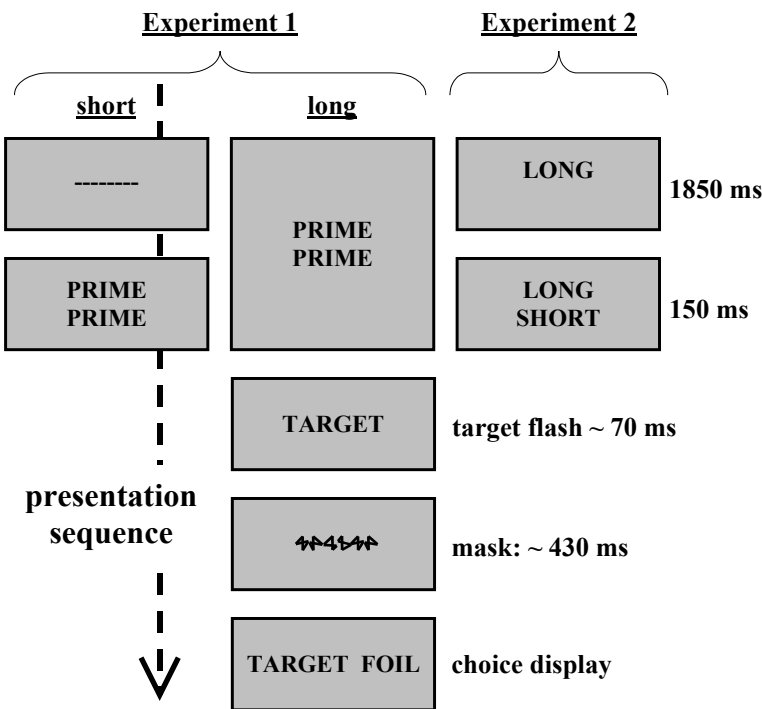 Experiment 1
Experiment 2
short
long
--------
PRIME
PRIME
LONG
1850 ms
PRIME
PRIME
LONG
SHORT
150 ms
TARGET
target flash ~ 70 ms
presentation
sequence
mask: ~ 430 ms
TARGET FOIL
choice display